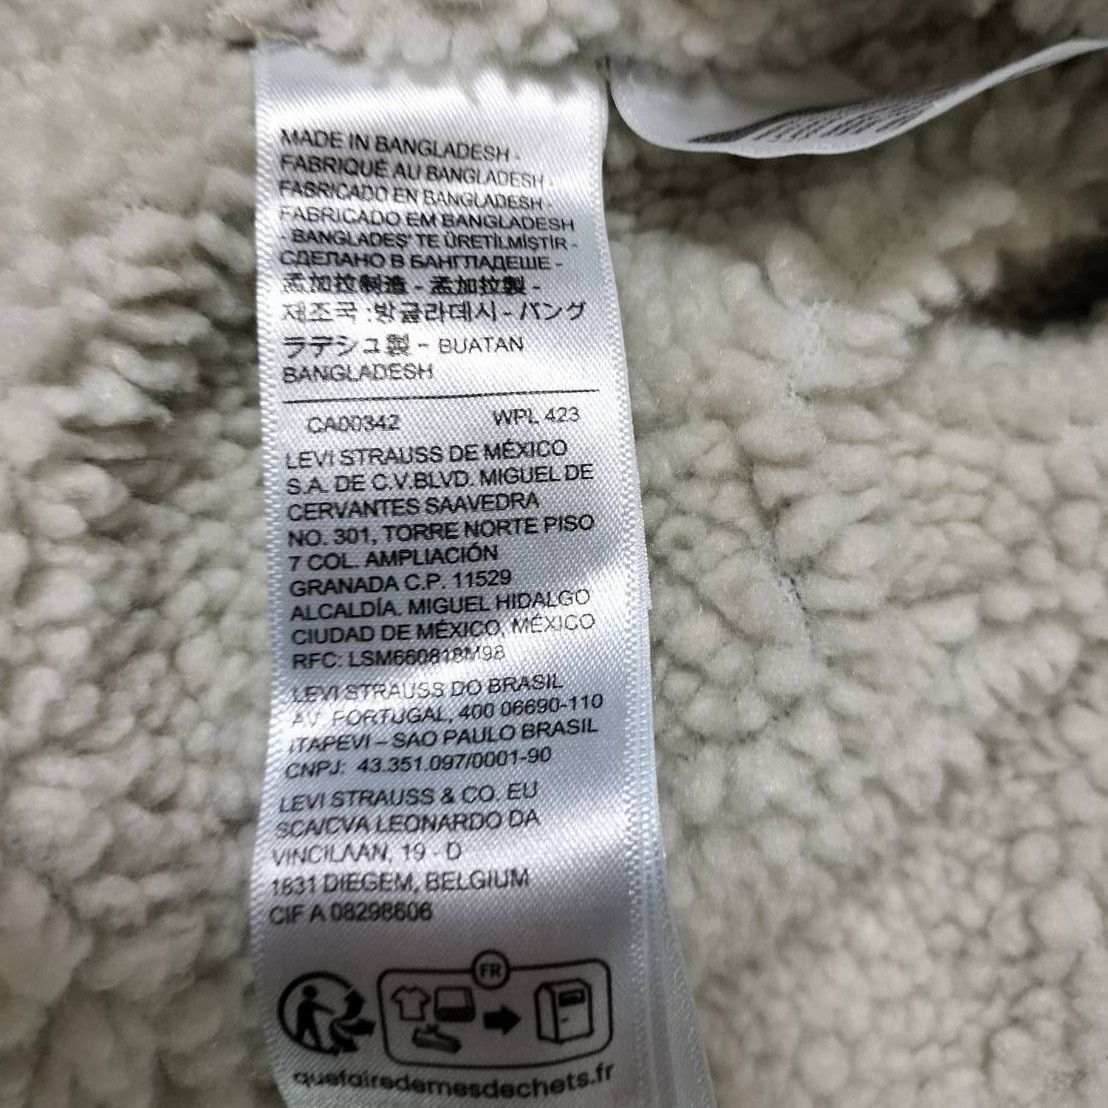 MADE IN BANGLADESH -
FABRIQUÉ AU BANGLADESH -
FABRICADO EN BANGLADESH -
FABRICADO EM BANGLADESH
- BANGLADEŞ' TE ÜRETİLMİŞTİR -
СДЕЛАНО В БАНГЛАДЕШЕ -
孟加拉製造 - 孟加拉製 -
제조국 :방글라데시 - バング
ラデシュ製 - BUATAN
BANGLADESH
CA00342 WPL 423
LEVI STRAUSS DE MÉXICO
S.A. DE C.V.BLVD. MIGUEL DE
CERVANTES SAAVEDRA
NO. 301, TORRE NORTE PISO
7 COL. AMPLIACIÓN
GRANADA C.P. 11529
ALCALDÍA. MIGUEL HIDALGO
CIUDAD DE MÉXICO, MÉXICO
RFC: LSM660818M98
LEVI STRAUSS DO BRASIL
AV. PORTUGAL, 400 06690-110
ITAPEVI – SAO PAULO BRASIL
CNPJ: 43.351.097/0001-90
LEVI STRAUSS & CO. EU
SCA/CVA LEONARDO DA
VINCILAAN, 19 - D
1831 DIEGEM, BELGIUM
CIF A 08298606
FR
quefairedemesdechets.fr